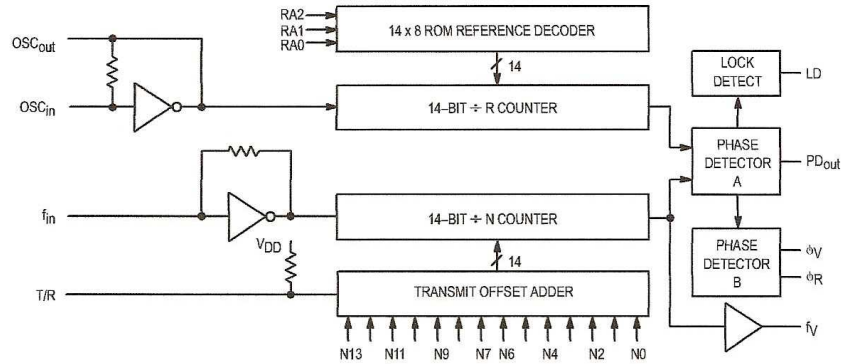 RA2
RA1
RA0
14 x 8 ROM REFERENCE DECODER
OSCout
14
LOCK
DETECT
LD
OSCin
14–BIT ÷ R COUNTER
PHASE
DETECTOR
A
PDout
fin
14–BIT ÷ N COUNTER
VDD
14
PHASE
DETECTOR
B
ϕV
ϕR
T/R
TRANSMIT OFFSET ADDER
fV
N13 N11 N9 N7 N6 N4 N2 N0